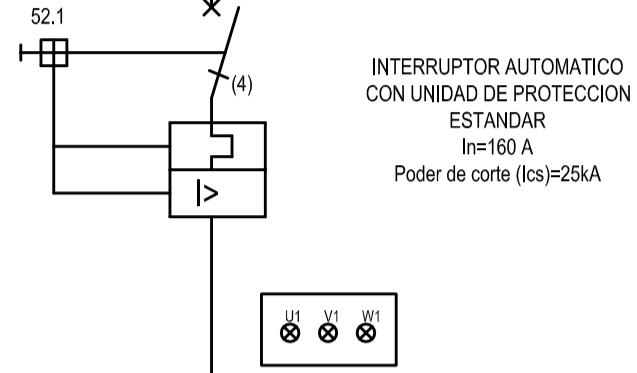 52.1
(4)
INTERRUPTOR AUTOMATICO
CON UNIDAD DE PROTECCION
ESTANDAR
In=160 A
Poder de corte (Ics)=25kA
I>
U1 V1 W1